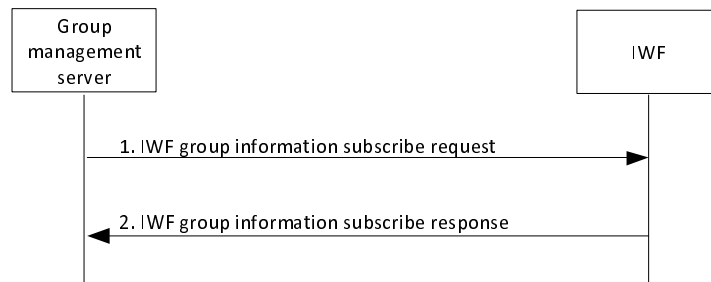 Group
management
server
IWF
1. IWF group information subscribe request
2. IWF group information subscribe response